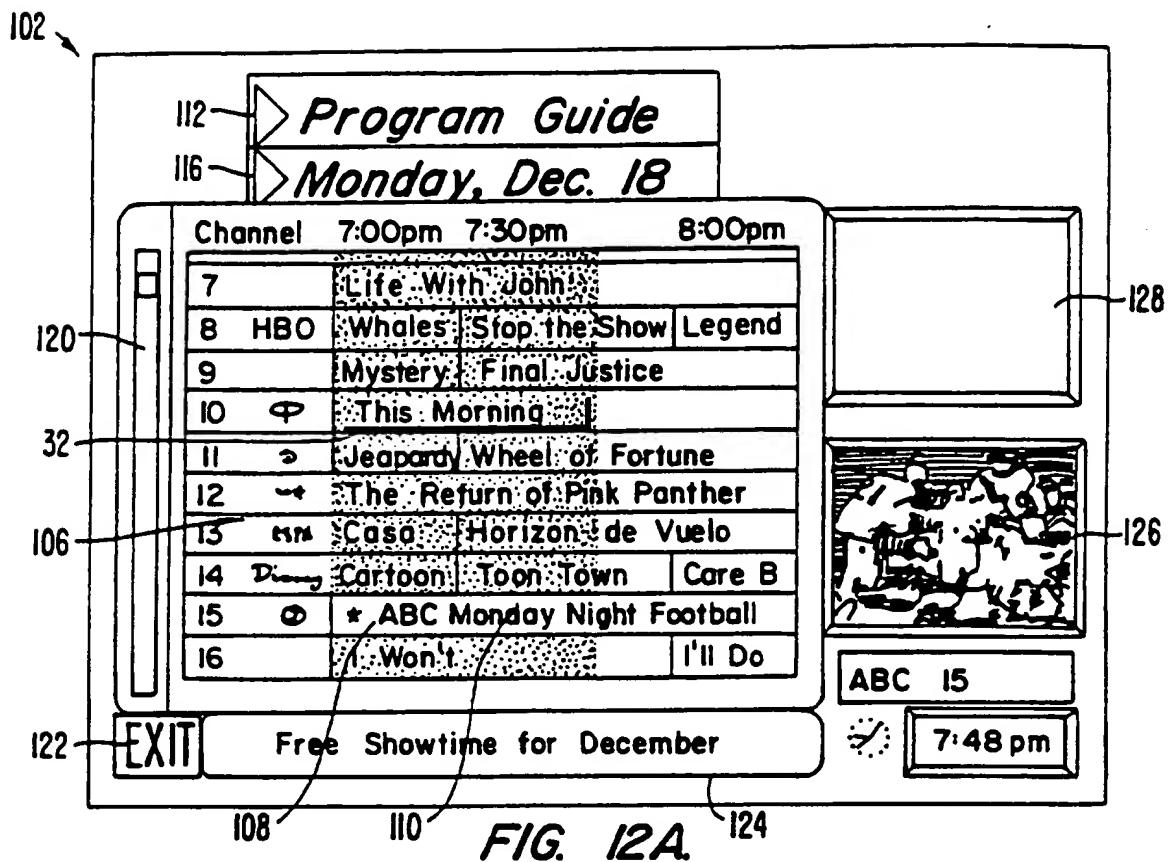 102
112 Program Guide
116 Monday, Dec. 18
Channel 7:00pm 7:30pm 8:00pm
7 Life With John
8 HBO Whales Stop the Show Legend
128
120
9 Mystery Final Justice
10 This Morning
32
11 Jeapardy Wheel of Fortune
12 The Return of Pink Panther
106
13 Casa Horizon de Vuelo
126
14 Disney Cartoon Toon Town Care B
15 * ABC Monday Night Football
16 I Won't I'll Do
ABC 15
122 EXIT Free Showtime for December
7:48 pm
108 110 124
FIG. 12A.